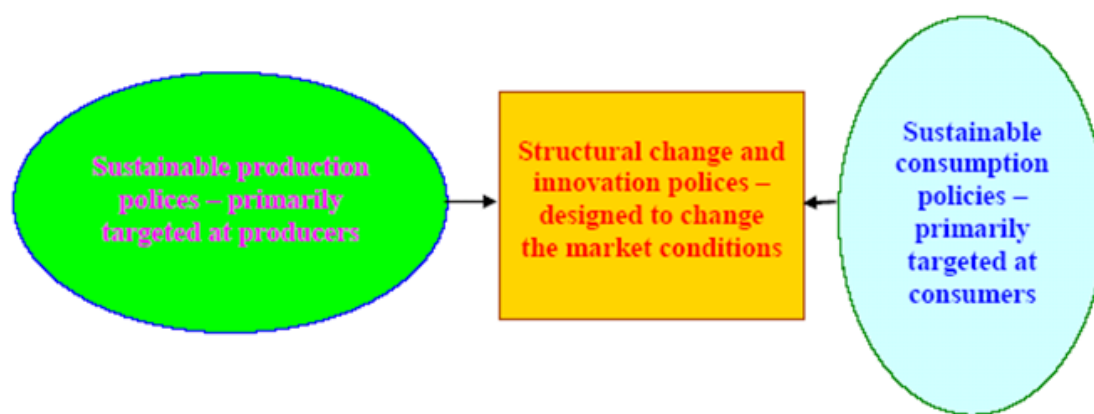 Sustainable production
polices – primarily
targeted at producers
Structural change and
innovation polices –
designed to change
the market conditions
Sustainable
consumption
policies –
primarily
targeted at
consumers